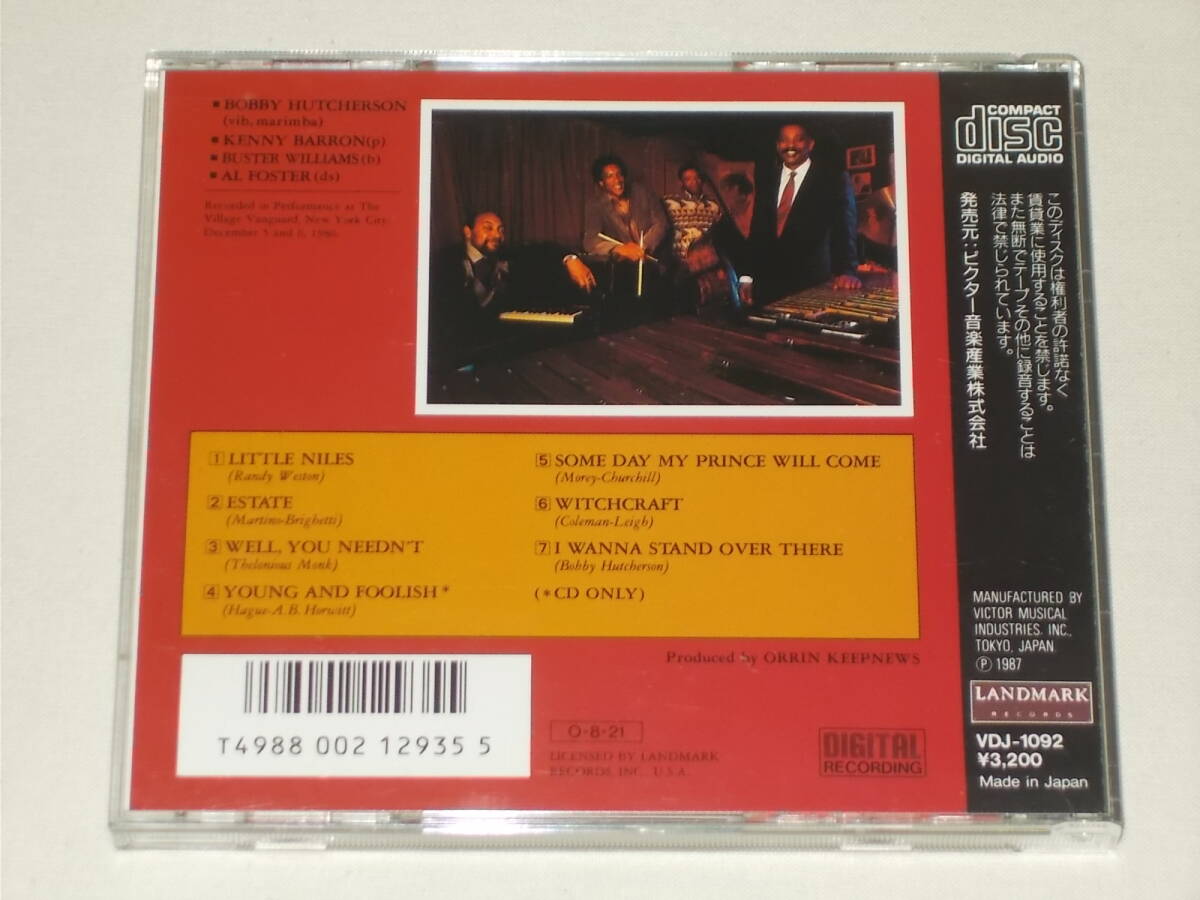 ■ BOBBY HUTCHERSON
(vib, marimba)
■ KENNY BARRON(p)
■ BUSTER WILLIAMS(b)
■ AL FOSTER(ds)
Recorded in Performance at The
Village Vanguard, New York City
December 5 and 6, 1986.
1 LITTLE NILES
(Randy Weston)
2 ESTATE
(Martino-Brighetti)
3 WELL, YOU NEEDN'T
(Thelonious Monk)
4 YOUNG AND FOOLISH*
(Hague-A.B. Horwitt)
5 SOME DAY MY PRINCE WILL COME
(Morey-Churchill)
6 WITCHCRAFT
(Coleman-Leigh)
7 I WANNA STAND OVER THERE
(Bobby Hutcherson)
(*CD ONLY)
Produced by ORRIN KEEPNEWS
T4988 002 12935 5
O-8-21
LICENSED BY LANDMARK
RECORDS, INC., U.S.A.
DIGITAL
RECORDING
COMPACT
disc
DIGITAL AUDIO
このディスクは権利者の許諾なく
賃貸業に使用することを禁じます。
また無断でテープその他に録音することは
法律で禁じられています。
発売元:ビクター音楽産業株式会社
MANUFACTURED BY
VICTOR MUSICAL
INDUSTRIES, INC.,
TOKYO, JAPAN
Ⓟ 1987
LANDMARK
RECORDS
VDJ-1092
¥3,200
Made in Japan